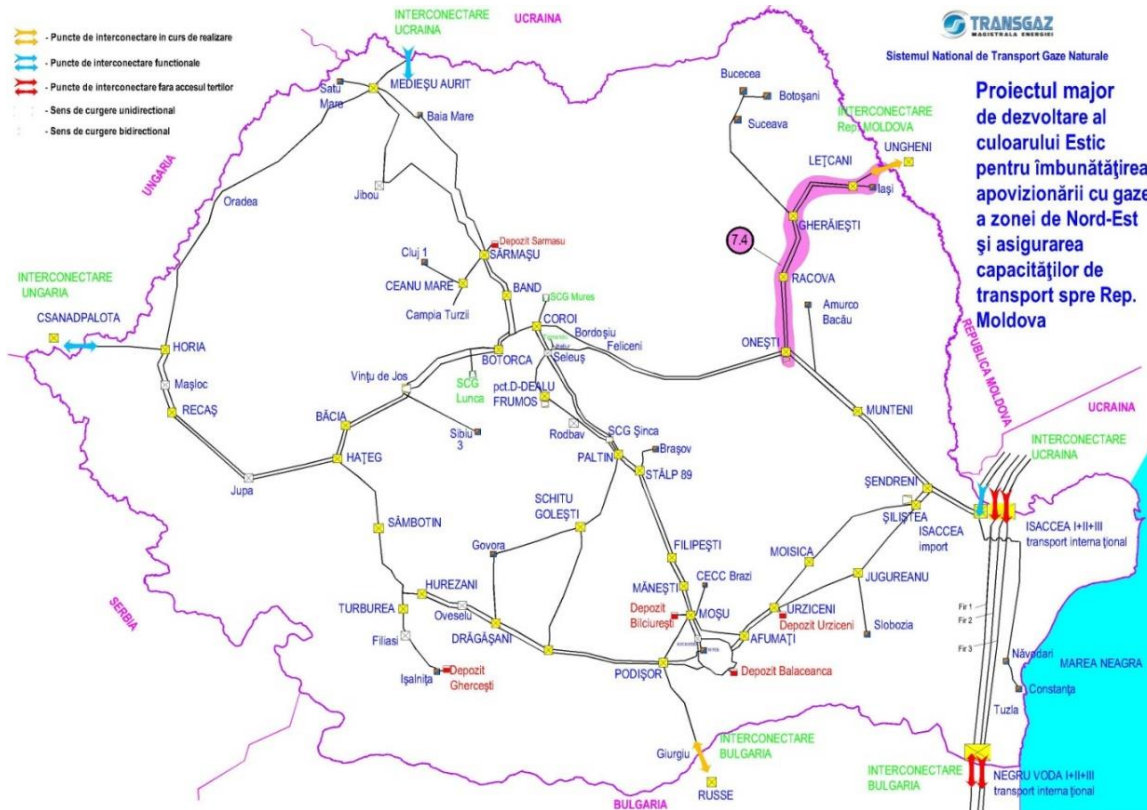 INTERCONECTARE
UCRAINA
UCRAINA
TRANSGAZ
MAGISTRALA ENERGIEI
Sistemul National de Transport Gaze Naturale
- Puncte de interconectare in curs de realizare
- Puncte de interconectare functionale
- Puncte de interconectare fara accesul tertilor
- Sens de curgere unidirectional
- Sens de curgere bidirectional
Proiectul major
de dezvoltare al
culoarului Estic
pentru îmbunătăţirea
apovizionării cu gaze
a zonei de Nord-Est
şi asigurarea
capacităţilor de
transport spre Rep.
Moldova
MEDIEŞU AURIT
Satu
Mare
Baia Mare
Bucecea
Botoşani
Suceava
INTERCONECTARE
Rep. MOLDOVA
UNGHENI
LEŢCANI
Iaşi
UNGARIA
Oradea
Jibou
GHERĂIEŞTI
7.4
Depozit Sarmasu
SĂRMAŞU
Cluj 1
CEANU MARE
Campia Turzii
BAND
SCG Mures
COROI
Bordoşiu
Feliceni
RACOVA
Amurco
Bacău
ONEŞTI
INTERCONECTARE
UNGARIA
CSANADPALOTA
HORIA
Maşloc
RECAŞ
BOTORCA
Seleuş
Vinţu de Jos
SCG
Lunca
pct.D-DEALU
FRUMOS
BĂCIA
Sibiu
3
Rodbav
SCG Şinca
PALTIN
Braşov
STÂLP 89
HAŢEG
Jupa
MUNTENI
REPUBLICA MOLDOVA
UCRAINA
INTERCONECTARE
UCRAINA
ŞENDRENI
ŞILIŞTEA
ISACCEA
import
ISACCEA I+II+III
transport interna ţional
SÂMBOTIN
SCHITU
GOLEŞTI
Govora
FILIPEŞTI
MOISICA
JUGUREANU
HUREZANI
Oveselu
TURBUREA
DRĂGĂŞANI
Filiasi
MĂNEŞTI
CECC Brazi
Depozit
Bilciureşti
MOŞU
URZICENI
Depozit Urziceni
Slobozia
AFUMAŢI
Işalniţa
Depozit
Gherceşti
PODIŞOR
Depozit Balaceanca
SERBIA
Fir 1
Fir 2
Fir 3
Năvodari
MAREA NEAGRA
Constanţa
Tuzla
Giurgiu
INTERCONECTARE
BULGARIA
RUSSE
BULGARIA
INTERCONECTARE
BULGARIA
NEGRU VODA I+II+III
transport interna ţional